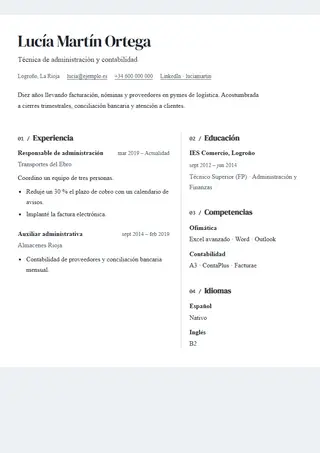 Lucía Martín Ortega
Técnica de administración y contabilidad
Logroño, La Rioja lucia@ejemplo.es +34 600 000 000 LinkedIn · luciamartin
Diez años llevando facturación, nóminas y proveedores en pymes de logística. Acostumbrada
a cierres trimestrales, conciliación bancaria y atención a clientes.
01 / Experiencia
Responsable de administración mar 2019 – Actualidad
Transportes del Ebro
Coordino un equipo de tres personas.
• Reduje un 30 % el plazo de cobro con un calendario de
avisos.
• Implanté la factura electrónica.
Auxiliar administrativa sept 2014 – feb 2019
Almacenes Rioja
• Contabilidad de proveedores y conciliación bancaria
mensual.
02 / Educación
IES Comercio, Logroño
sept 2012 – jun 2014
Técnico Superior (FP) · Administración y
Finanzas
03 / Competencias
Ofimática
Excel avanzado · Word · Outlook
Contabilidad
A3 · ContaPlus · Facturae
04 / Idiomas
Español
Nativo
Inglés
B2